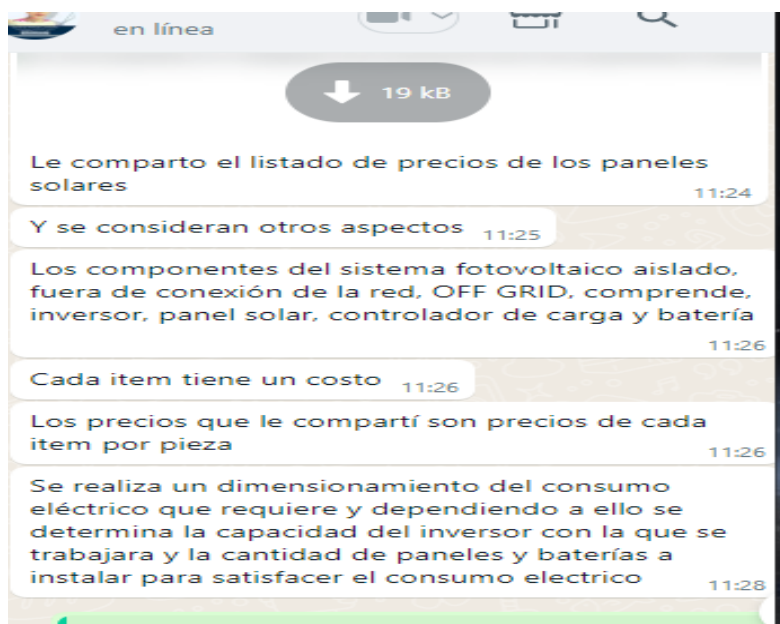 en línea
19 kB
Le comparto el listado de precios de los paneles
solares
11:24
Y se consideran otros aspectos 11:25
Los componentes del sistema fotovoltaico aislado,
fuera de conexión de la red, OFF GRID, comprende,
inversor, panel solar, controlador de carga y batería
11:26
Cada item tiene un costo 11:26
Los precios que le compartí son precios de cada
item por pieza
11:26
Se realiza un dimensionamiento del consumo
eléctrico que requiere y dependiendo a ello se
determina la capacidad del inversor con la que se
trabajara y la cantidad de paneles y baterías a
instalar para satisfacer el consumo electrico
11:28